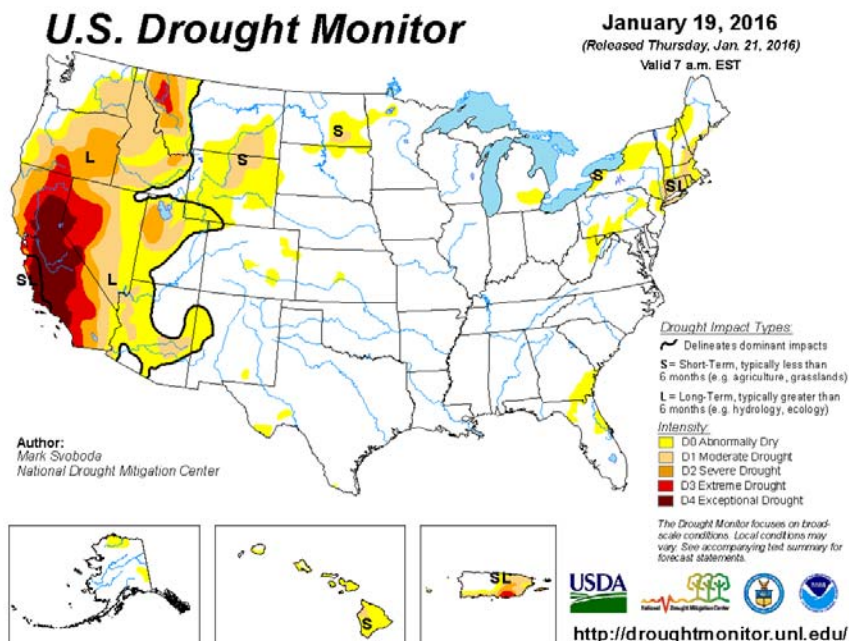 U.S. Drought Monitor
January 19, 2016
(Released Thursday, Jan. 21, 2016)
Valid 7 a.m. EST
L
S
S
S
SL
SL
L
Drought Impact Types:
Delineates dominant impacts
S = Short-Term, typically less than
6 months (e.g. agriculture, grasslands)
L = Long-Term, typically greater than
6 months (e.g. hydrology, ecology)
Intensity:
D0 Abnormally Dry
D1 Moderate Drought
D2 Severe Drought
D3 Extreme Drought
D4 Exceptional Drought
Author:
Mark Svoboda
National Drought Mitigation Center
The Drought Monitor focuses on broad-
scale conditions. Local conditions may
vary. See accompanying text summary for
forecast statements.
S
SL
USDA
National Drought Mitigation Center
http://droughtmonitor.unl.edu/